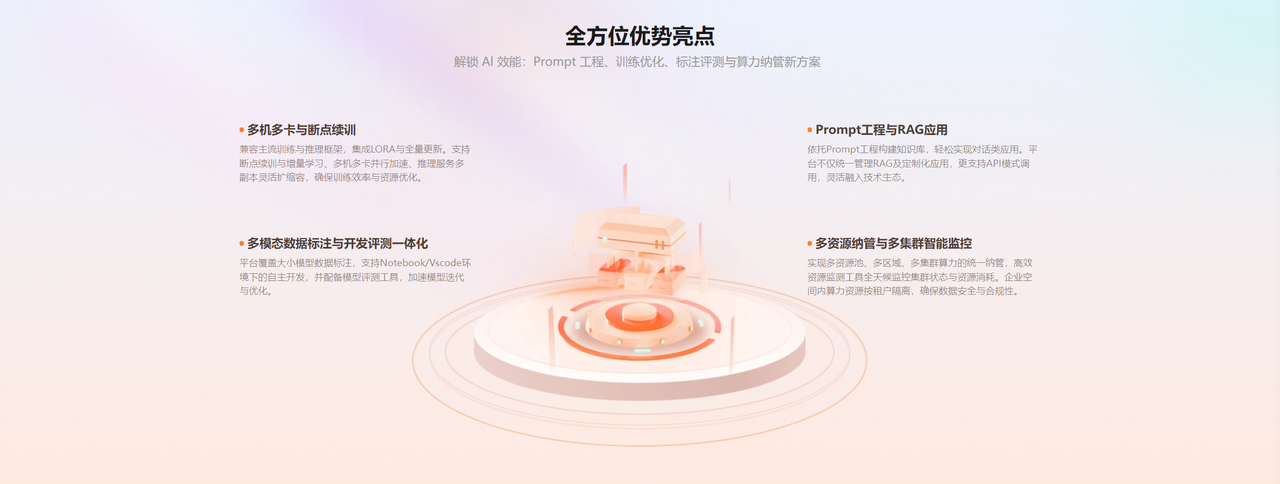 全方位优势亮点
解锁 AI 效能：Prompt 工程、训练优化、标注评测与算力纳管新方案
多机多卡与断点续训
兼容主流训练与推理框架，集成LORA与全量更新。支持
断点续训与增量学习、多机多卡并行加速、推理服务多
副本灵活扩缩容，确保训练效率与资源优化。
多模态数据标注与开发评测一体化
平台覆盖大小模型数据标注，支持Notebook/Vscode环
境下的自主开发，并配备模型评测工具，加速模型迭代
与优化。
Prompt工程与RAG应用
依托Prompt工程构建知识库，轻松实现对话类应用。平
台不仅统一管理RAG及定制化应用，更支持API模式调
用，灵活融入技术生态。
多资源纳管与多集群智能监控
实现多资源池、多区域、多集群算力的统一纳管，高效
资源监测工具全天候监控集群状态与资源消耗。企业空
间内算力资源按租户隔离，确保数据安全与合规性。